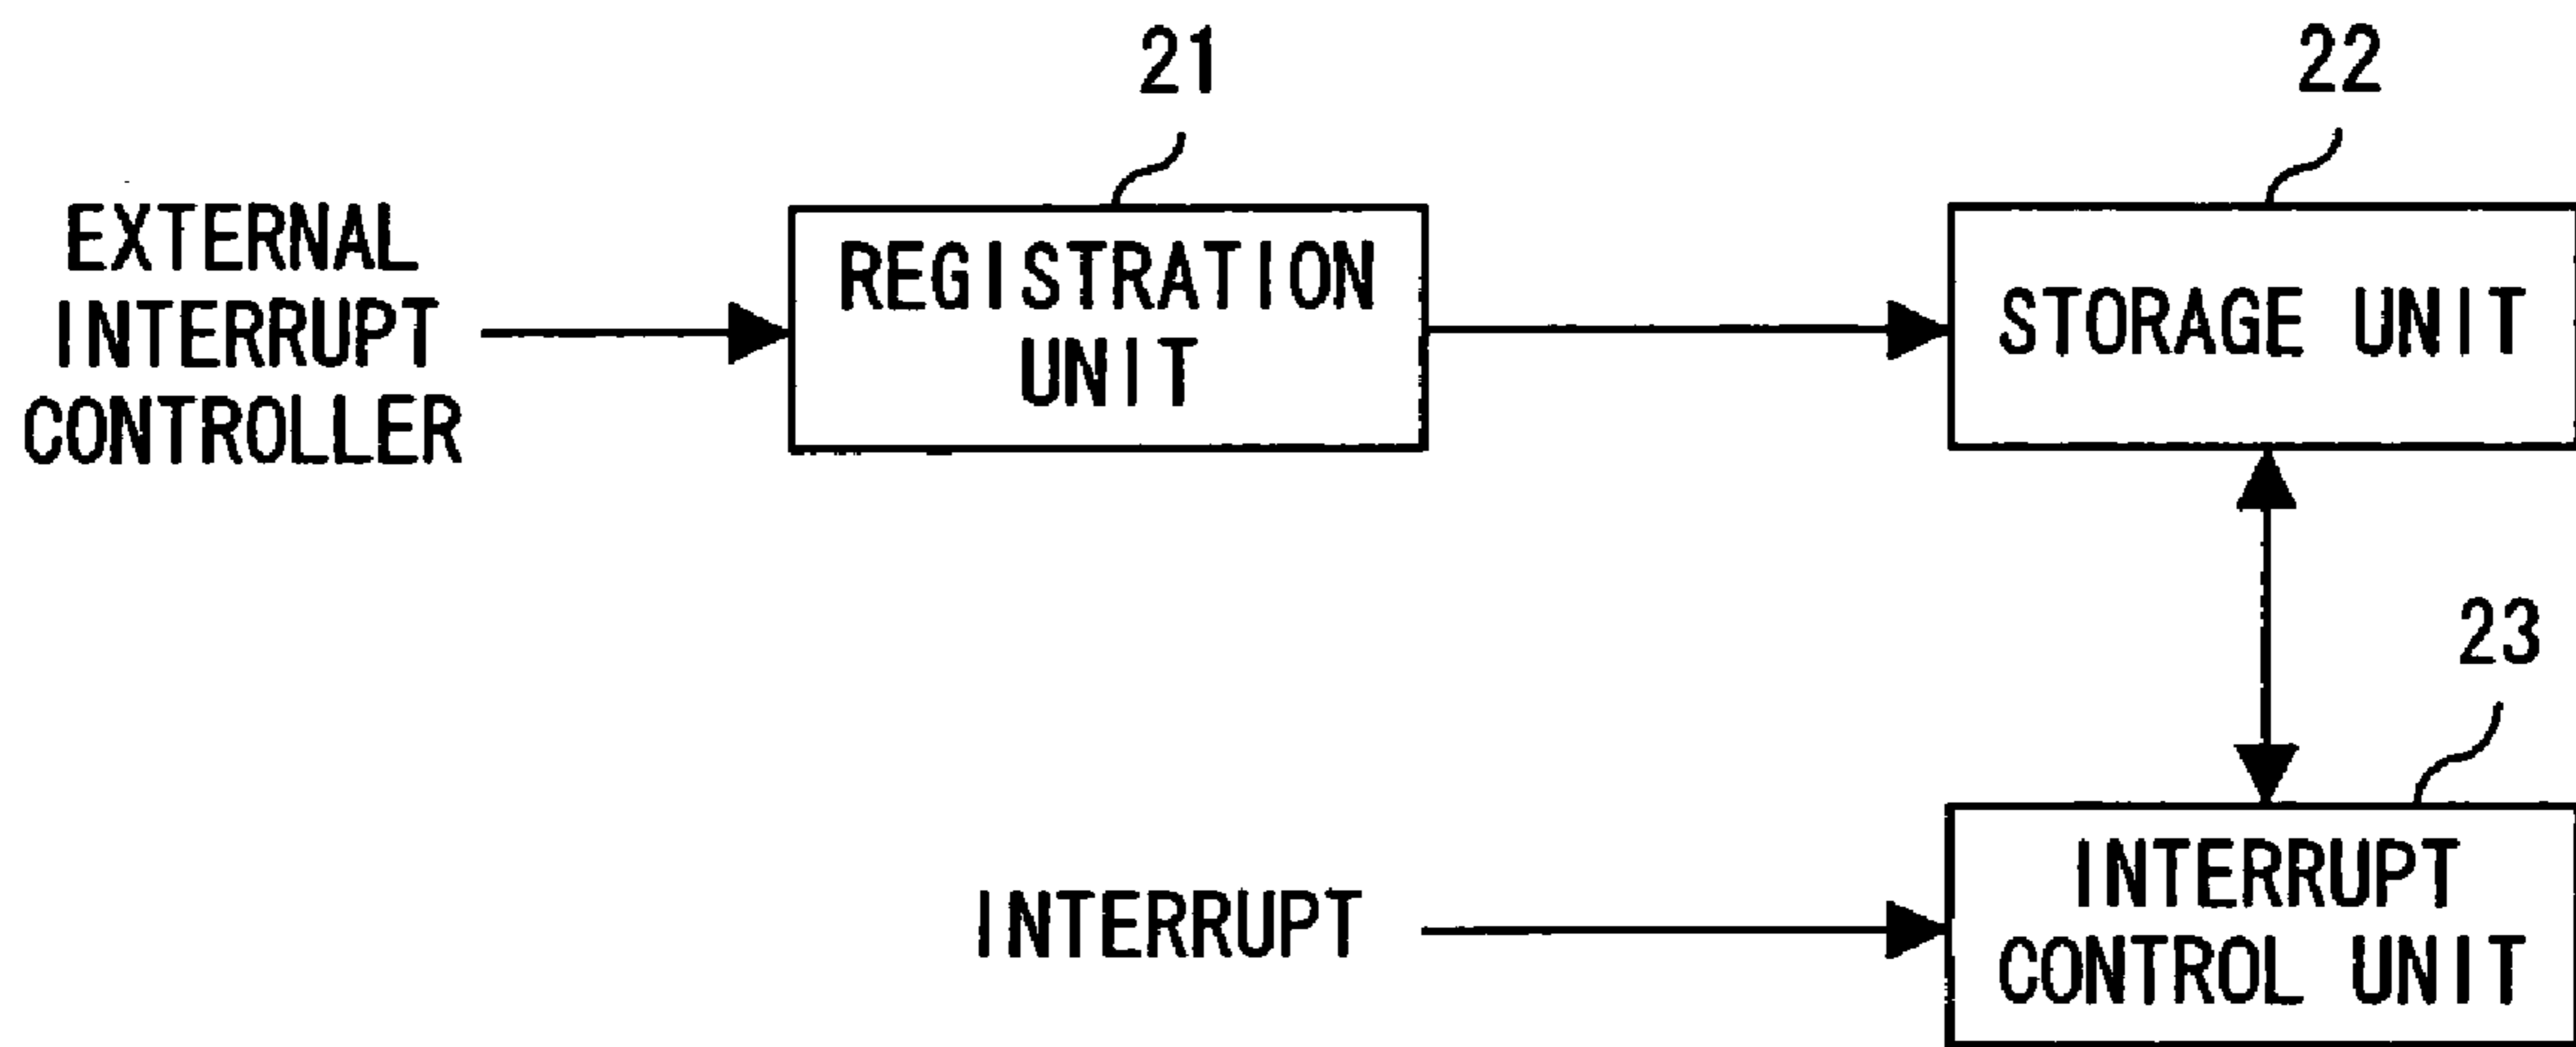 21
22
EXTERNAL
INTERRUPT
CONTROLLER
REGISTRATION
UNIT
STORAGE UNIT
23
INTERRUPT
INTERRUPT
CONTROL UNIT